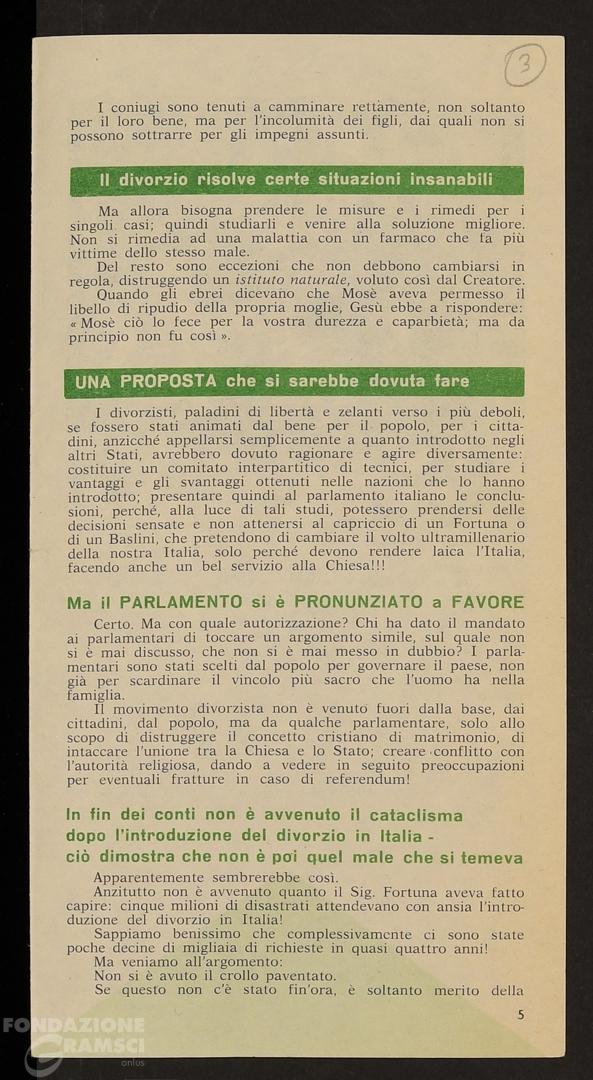 3
I coniugi sono tenuti a camminare rettamente, non soltanto
per il loro bene, ma per l'incolumità dei figli, dai quali non si
possono sottrarre per gli impegni assunti.
Il divorzio risolve certe situazioni insanabili
Ma allora bisogna prendere le misure e i rimedi per i
singoli casi; quindi studiarli e venire alla soluzione migliore.
Non si rimedia ad una malattia con un farmaco che fa più
vittime dello stesso male.
Del resto sono eccezioni che non debbono cambiarsi in
regola, distruggendo un istituto naturale, voluto così dal Creatore.
Quando gli ebrei dicevano che Mosè aveva permesso il
libello di ripudio della propria moglie, Gesù ebbe a rispondere:
« Mosè ciò lo fece per la vostra durezza e caparbietà; ma da
principio non fu così ».
UNA PROPOSTA che si sarebbe dovuta fare
I divorzisti, paladini di libertà e zelanti verso i più deboli,
se fossero stati animati dal bene per il popolo, per i citta-
dini, anzicché appellarsi semplicemente a quanto introdotto negli
altri Stati, avrebbero dovuto ragionare e agire diversamente:
costituire un comitato interpartitico di tecnici, per studiare i
vantaggi e gli svantaggi ottenuti nelle nazioni che lo hanno
introdotto; presentare quindi al parlamento italiano le conclu-
sioni, perché, alla luce di tali studi, potessero prendersi delle
decisioni sensate e non attenersi al capriccio di un Fortuna o
di un Baslini, che pretendono di cambiare il volto ultramillenario
della nostra Italia, solo perché devono rendere laica l'Italia,
facendo anche un bel servizio alla Chiesa!!!
Ma il PARLAMENTO si è PRONUNZIATO a FAVORE
Certo. Ma con quale autorizzazione? Chi ha dato il mandato
ai parlamentari di toccare un argomento simile, sul quale non
si è mai discusso, che non si è mai messo in dubbio? I parla-
mentari sono stati scelti dal popolo per governare il paese, non
già per scardinare il vincolo più sacro che l'uomo ha nella
famiglia.
Il movimento divorzista non è venuto fuori dalla base, dai
cittadini, dal popolo, ma da qualche parlamentare, solo allo
scopo di distruggere il concetto cristiano di matrimonio, di
intaccare l'unione tra la Chiesa e lo Stato; creare conflitto con
l'autorità religiosa, dando a vedere in seguito preoccupazioni
per eventuali fratture in caso di referendum!
In fin dei conti non è avvenuto il cataclisma
dopo l'introduzione del divorzio in Italia -
ciò dimostra che non è poi quel male che si temeva
Apparentemente sembrerebbe così.
Anzitutto non è avvenuto quanto il Sig. Fortuna aveva fatto
capire: cinque milioni di disastrati attendevano con ansia l'intro-
duzione del divorzio in Italia!
Sappiamo benissimo che complessivamente ci sono state
poche decine di migliaia di richieste in quasi quattro anni!
Ma veniamo all'argomento:
Non si è avuto il crollo paventato.
Se questo non c'è stato fin'ora, è soltanto merito della
5
FONDAZIONE
GRAMSCI
onlus